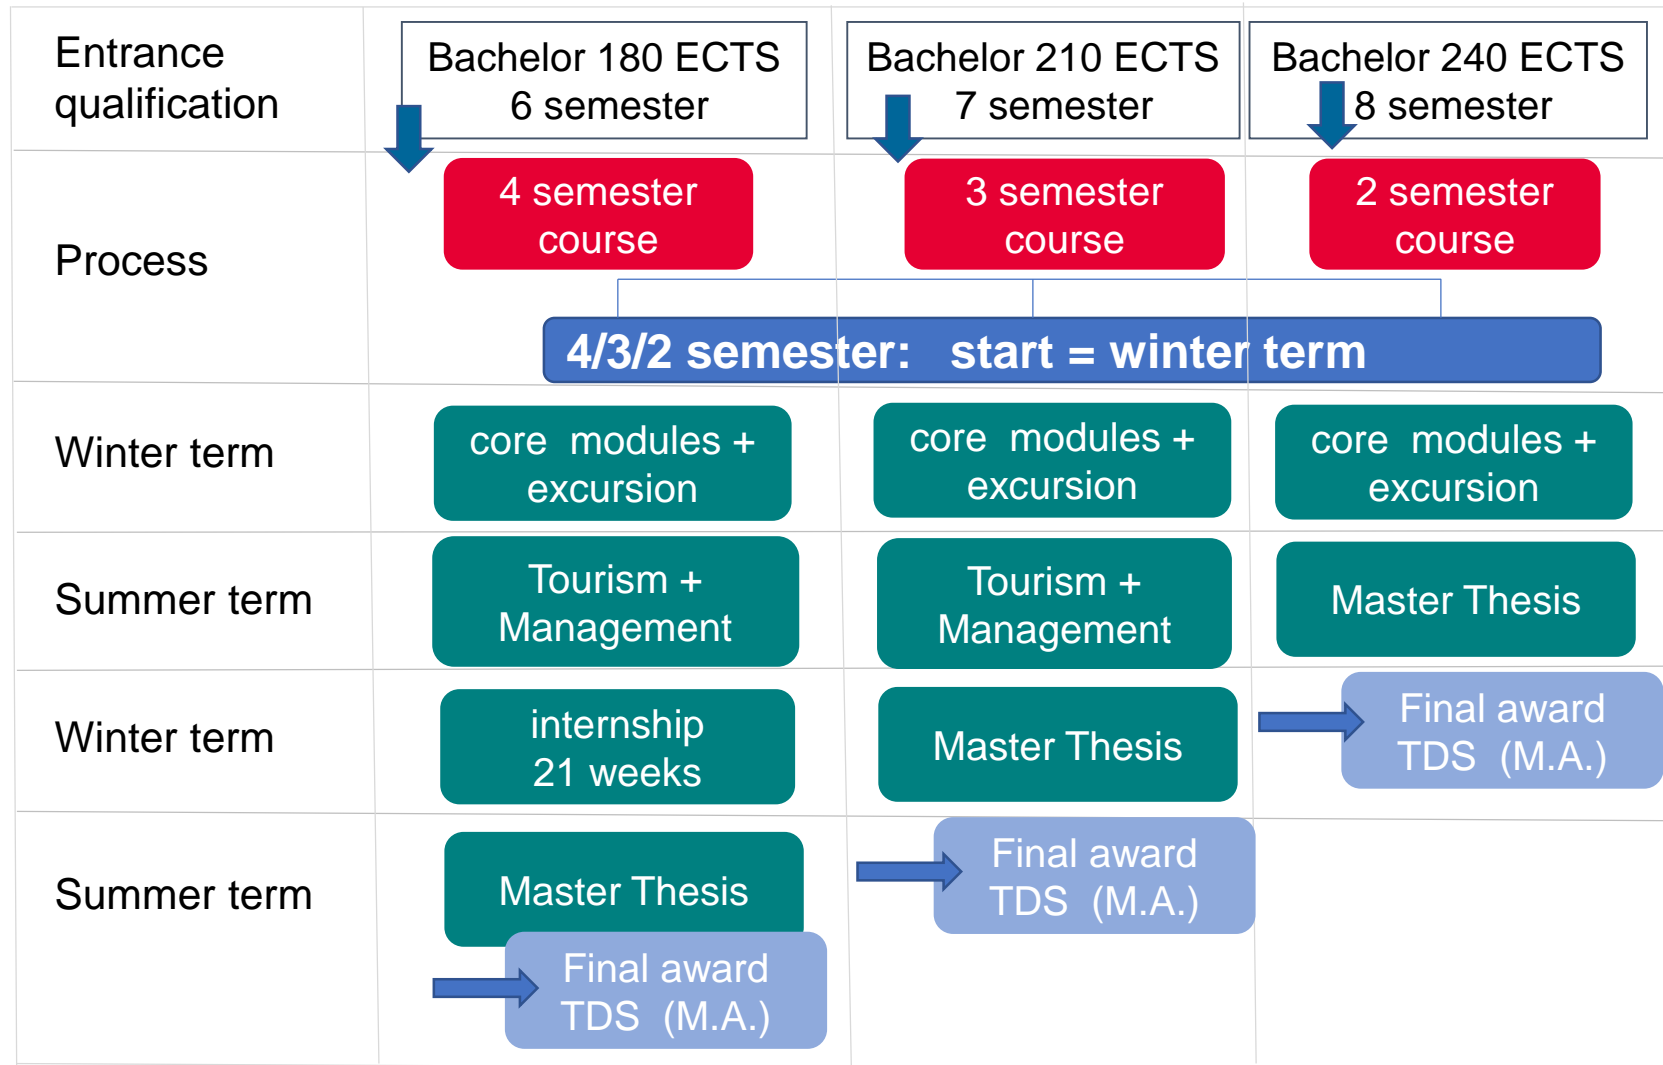 Entrance
qualification
Bachelor 180 ECTS
6 semester
Bachelor 210 ECTS
7 semester
Bachelor 240 ECTS
8 semester
Process
4 semester
course
3 semester
course
2 semester
course
4/3/2 semester: start = winter term
Winter term
core modules +
excursion
core modules +
excursion
core modules +
excursion
Summer term
Tourism +
Management
Tourism +
Management
Master Thesis
Winter term
internship
21 weeks
Master Thesis
Final award
TDS (M.A.)
Summer term
Master Thesis
Final award
TDS (M.A.)
Final award
TDS (M.A.)